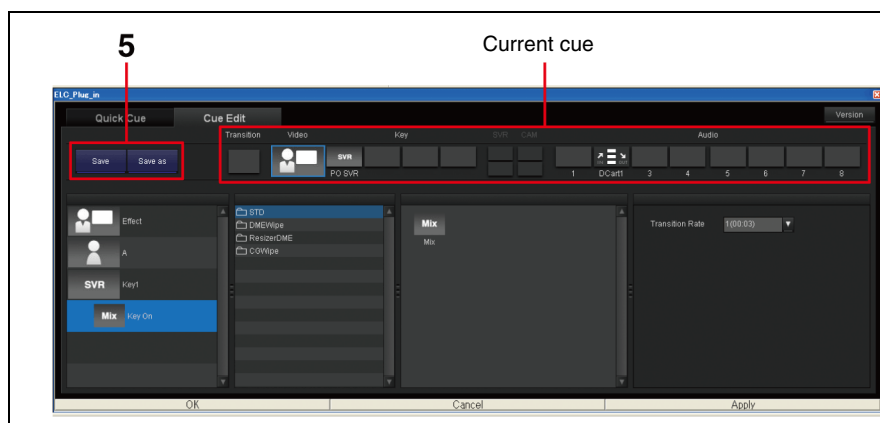 5
Current cue
ELC_Plug_in
Quick Cue
Cue Edit
Version
Transition
Video
Key
SVR
CAM
Audio
Save
Save as
SVR
PO SVR
1
DCart1
3
4
5
6
7
8
Effect
A
SVR
Key1
Mix
Key On
STD
DMEWipe
ResizerDME
CGWipe
Mix
Mix
Transition Rate
1(00:03)
OK
Cancel
Apply